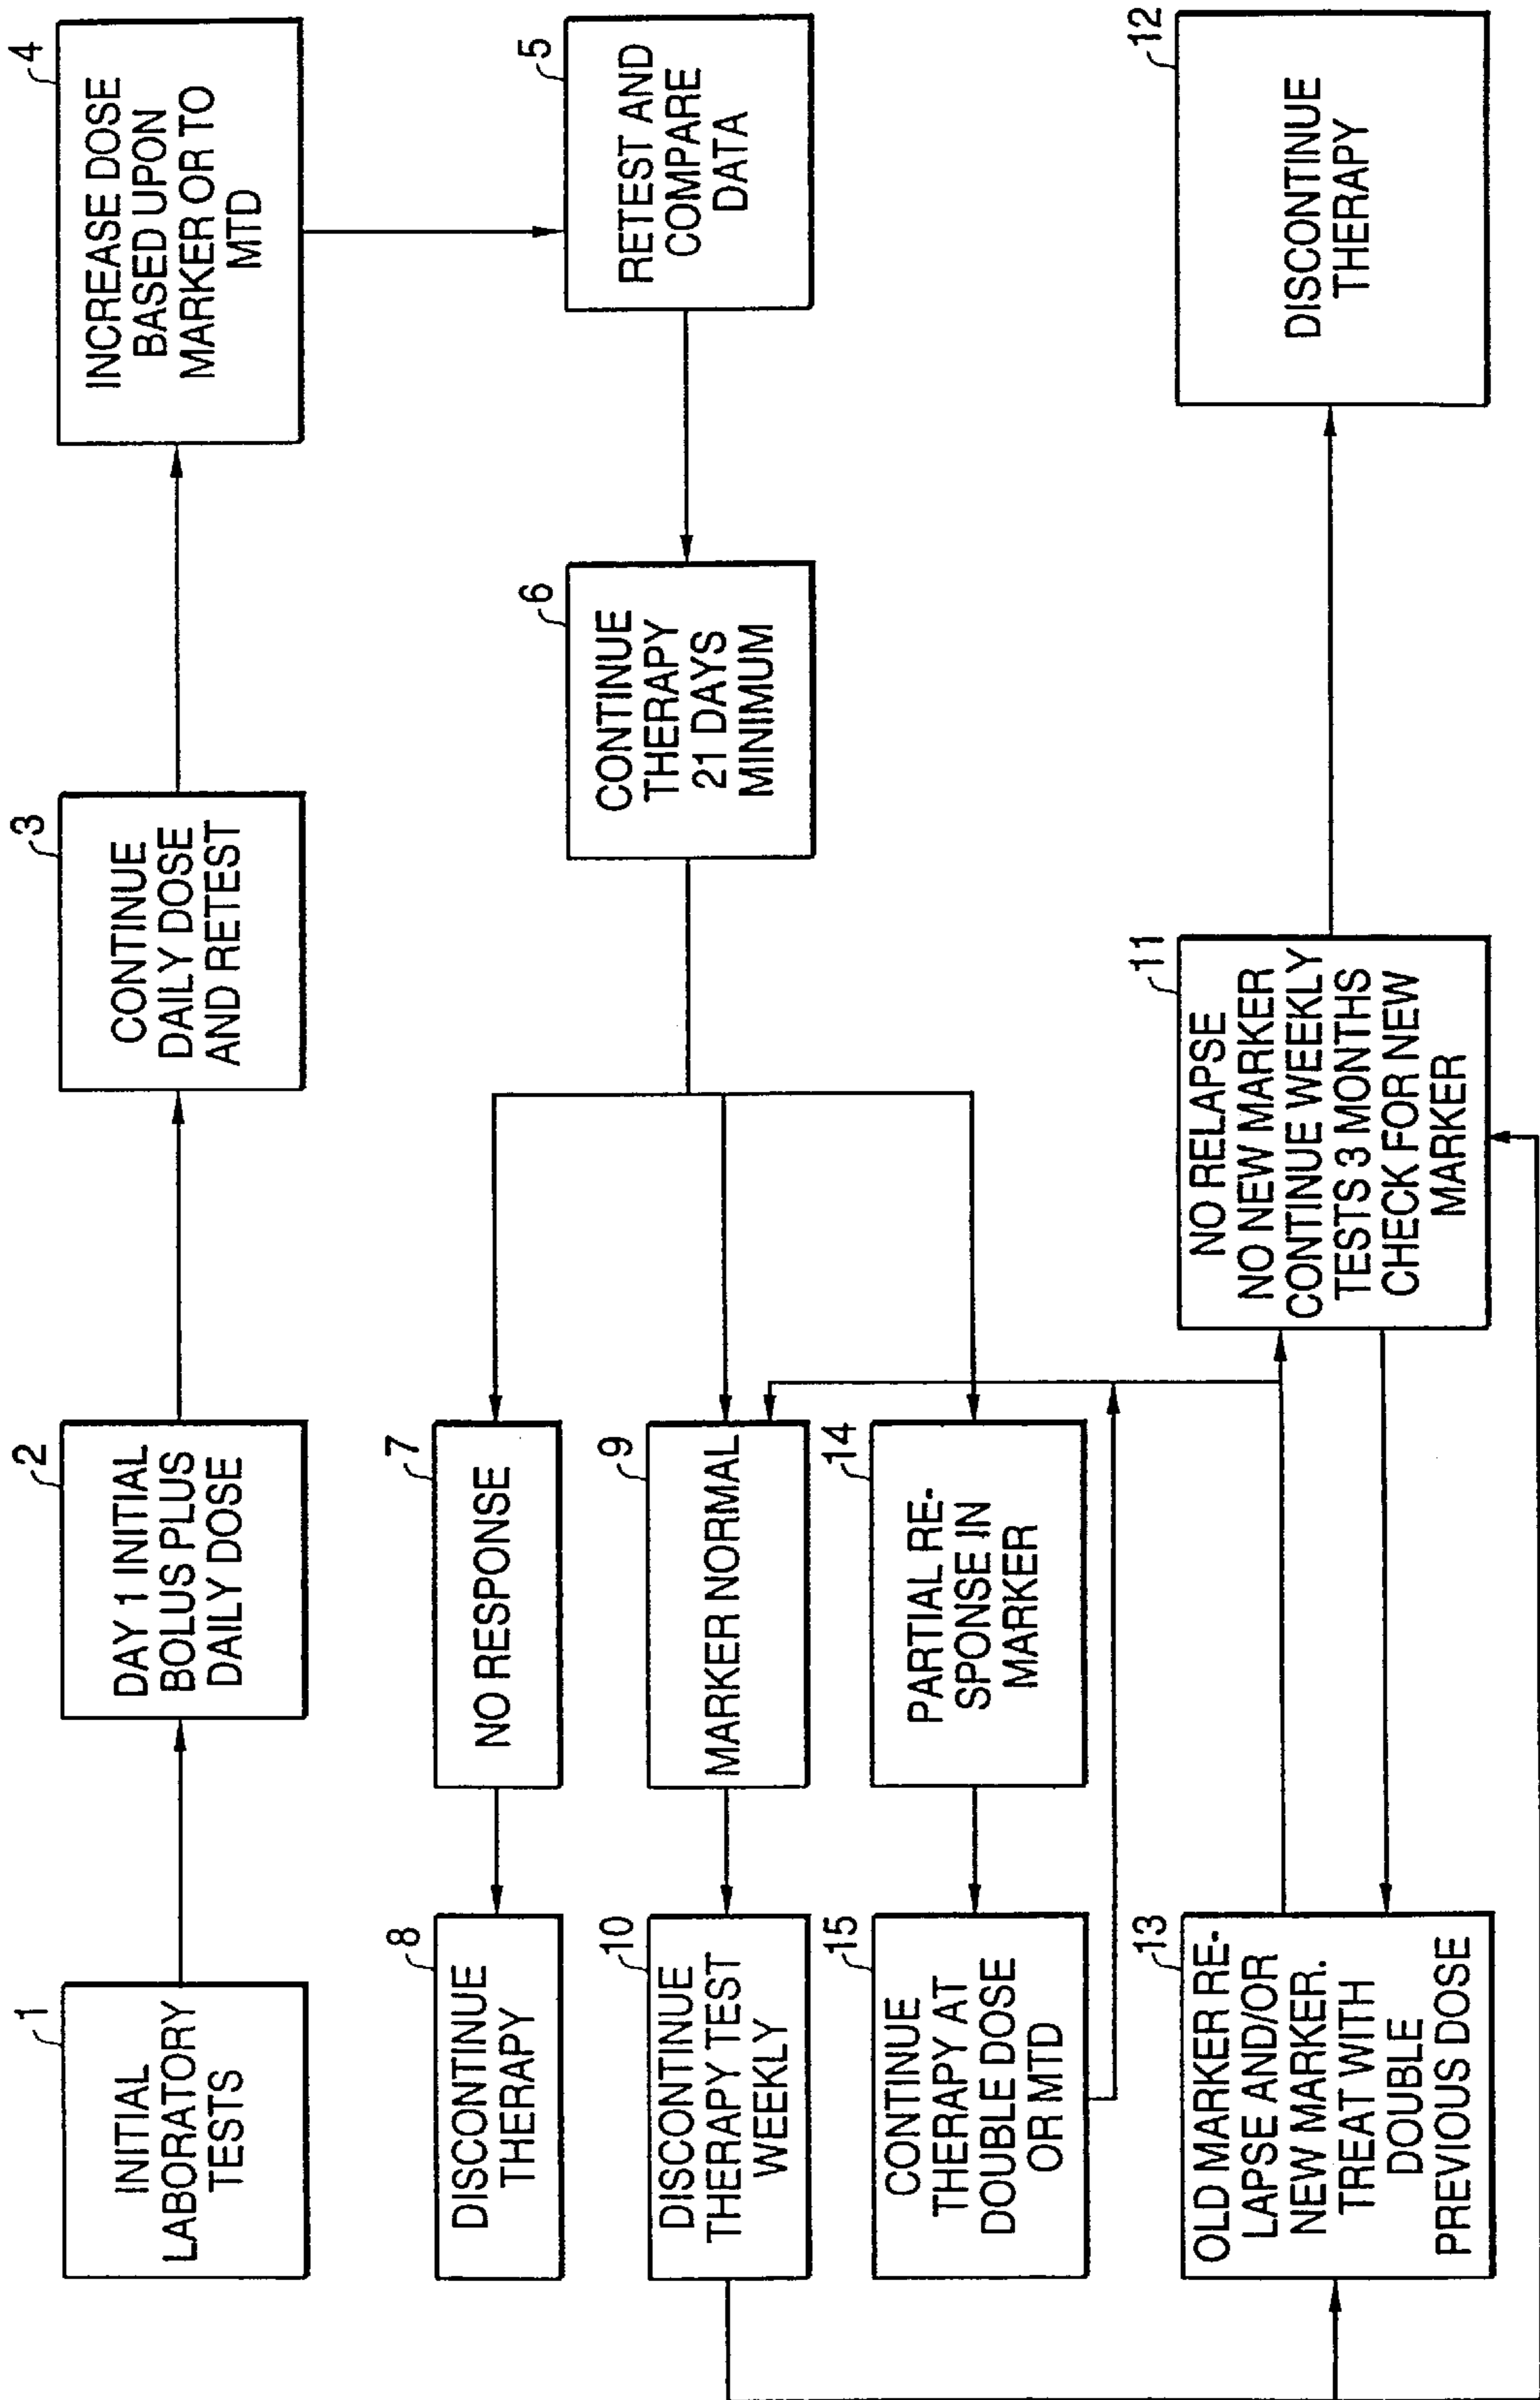 1
INITIAL
LABORATORY
TESTS
2
DAY 1 INITIAL
BOLUS PLUS
DAILY DOSE
3
CONTINUE
DAILY DOSE
AND RETEST
4
INCREASE DOSE
BASED UPON
MARKER OR TO
MTD
5
RETEST AND
COMPARE
DATA
6
CONTINUE
THERAPY
21 DAYS
MINIMUM
7
NO RESPONSE
8
DISCONTINUE
THERAPY
9
MARKER NORMAL
10
DISCONTINUE
THERAPY TEST
WEEKLY
14
PARTIAL RE-
SPONSE IN
MARKER
15
CONTINUE
THERAPY AT
DOUBLE DOSE
OR MTD
11
NO RELAPSE
NO NEW MARKER
CONTINUE WEEKLY
TESTS 3 MONTHS
CHECK FOR NEW
MARKER
12
DISCONTINUE
THERAPY
13
OLD MARKER RE-
LAPSE AND/OR
NEW MARKER.
TREAT WITH
DOUBLE
PREVIOUS DOSE